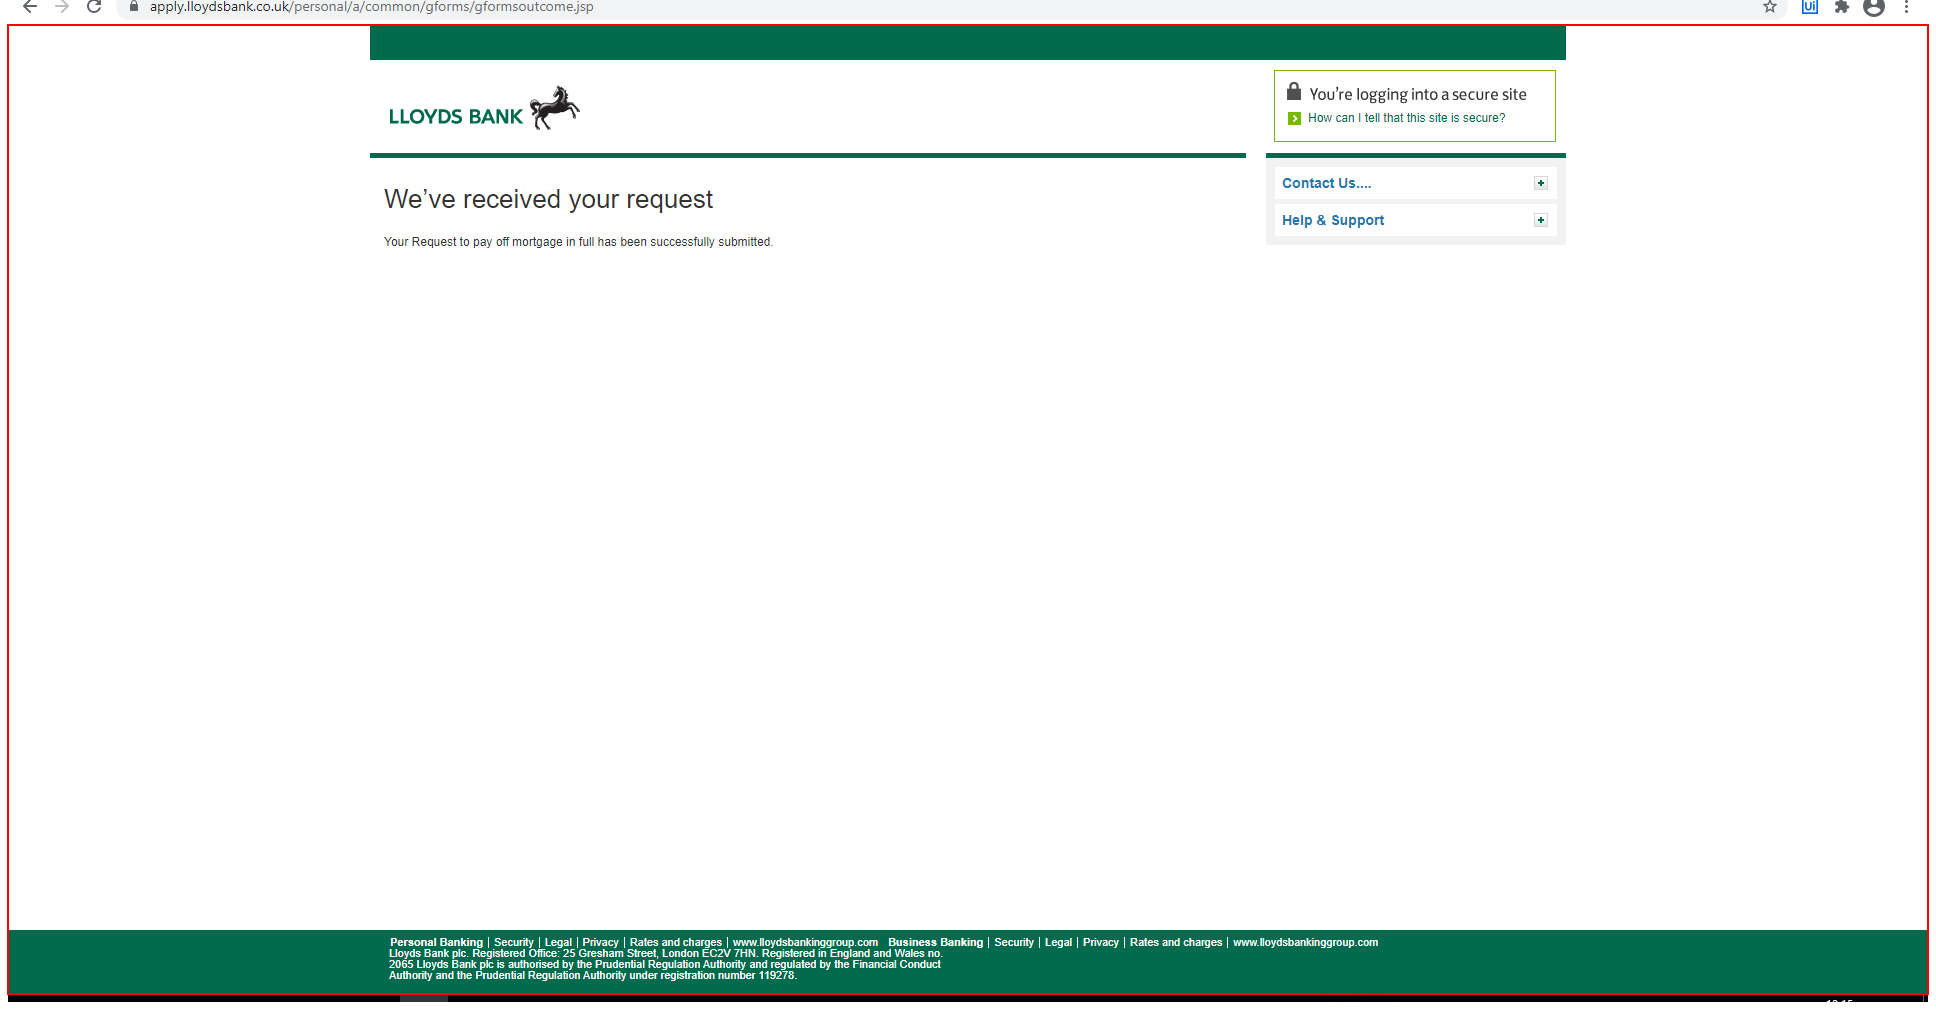 apply.lloydsbank.co.uk/personal/a/common/gforms/gformsoutcome.jsp
Ui
LLOYDS BANK
You're logging into a secure site
How can I tell that this site is secure?
We've received your request
Your Request to pay off mortgage in full has been successfully submitted.
Contact Us....
Help & Support
Personal Banking | Security | Legal | Privacy | Rates and charges | www.lloydsbankinggroup.com Business Banking | Security | Legal | Privacy | Rates and charges | www.lloydsbankinggroup.com
Lloyds Bank plc. Registered Office: 25 Gresham Street, London EC2V 7HN. Registered in England and Wales no.
2065 Lloyds Bank plc is authorised by the Prudential Regulation Authority and regulated by the Financial Conduct
Authority and the Prudential Regulation Authority under registration number 119278.